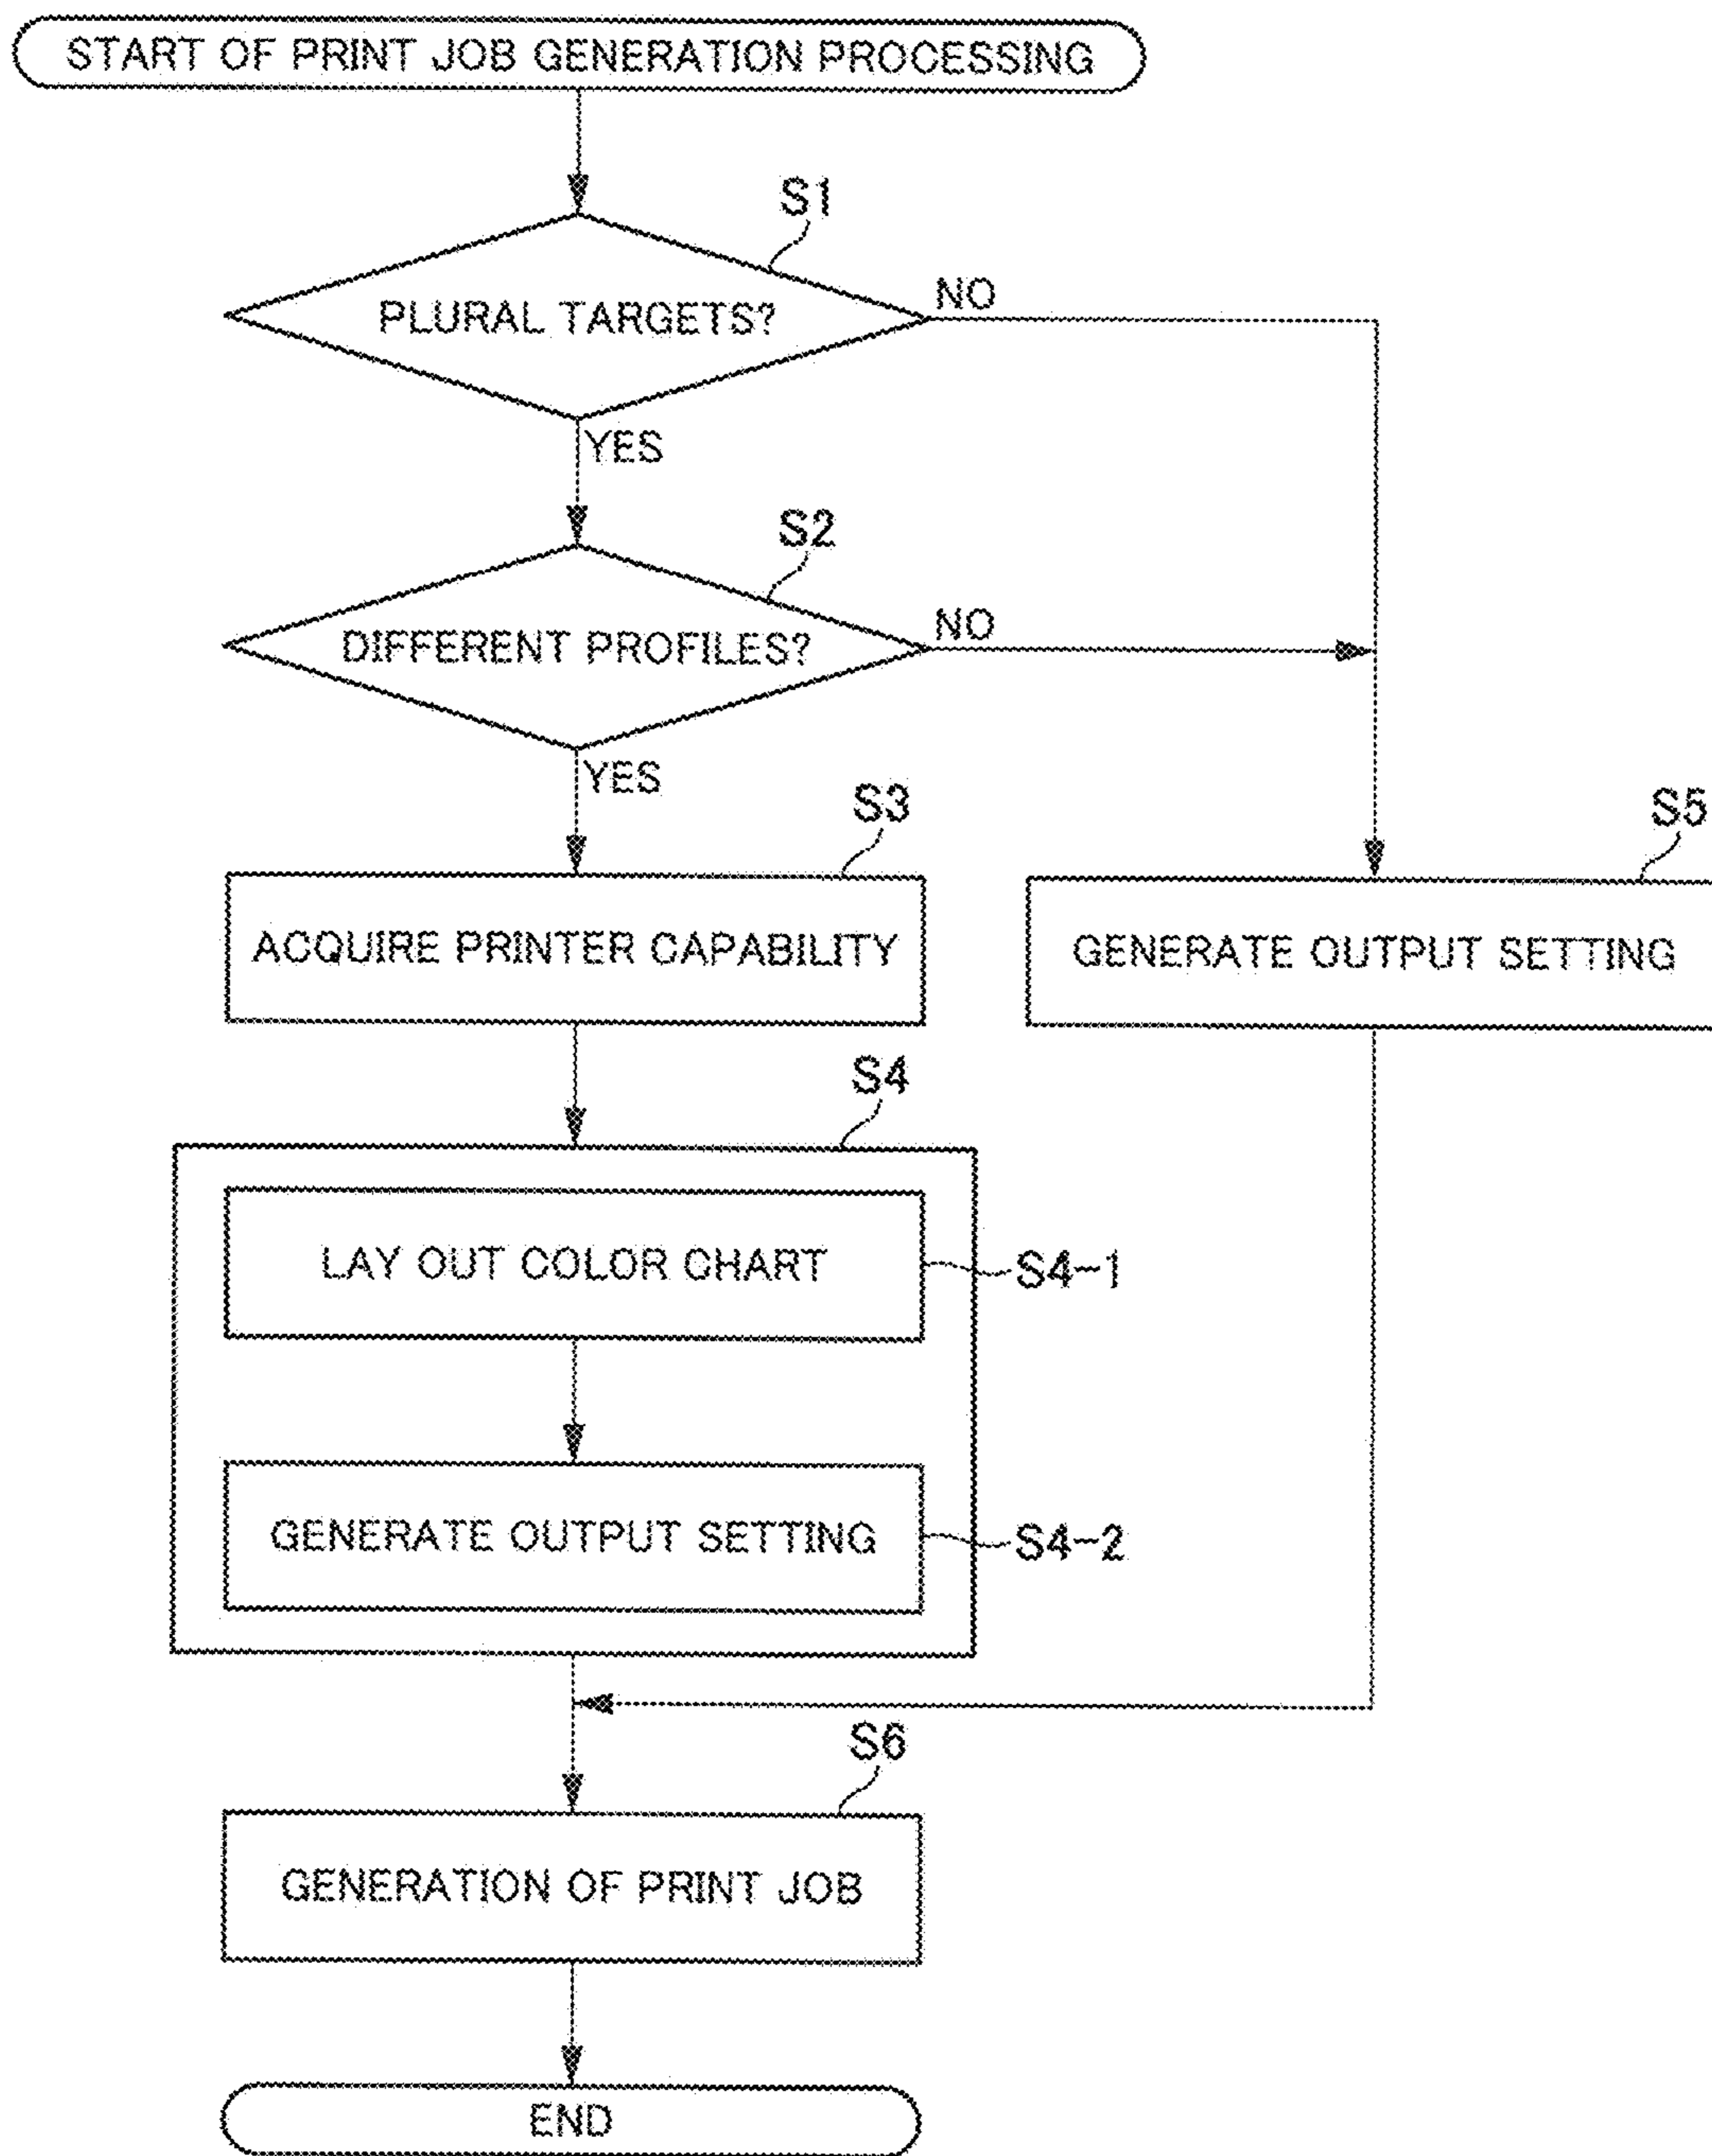 START OF PRINT JOB GENERATION PROCESSING
S1
PLURAL TARGETS?
NO
YES
S2
DIFFERENT PROFILES?
NO
YES
S3
ACQUIRE PRINTER CAPABILITY
S5
GENERATE OUTPUT SETTING
S4
LAY OUT COLOR CHART
S4-1
GENERATE OUTPUT SETTING
S4-2
S6
GENERATION OF PRINT JOB
END